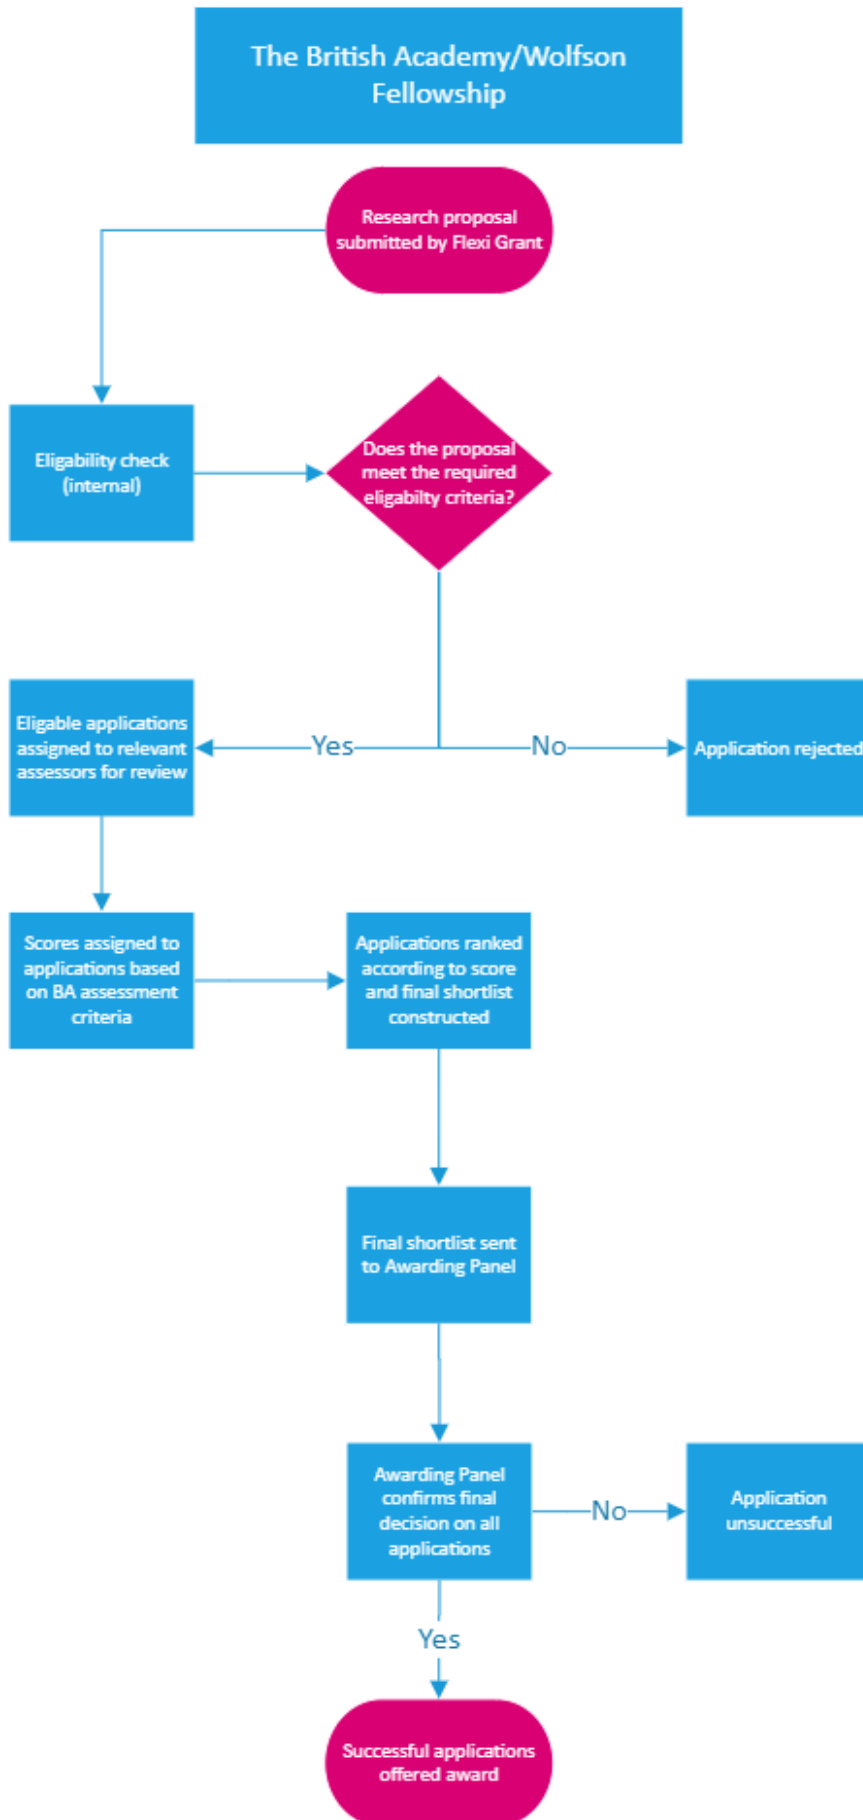 The British Academy/Wolfson
Fellowship
Research proposal
submitted by Flexi Grant
Eligability check
(internal)
Does the proposal
meet the required
eligabilty criteria?
Eligable applications
assigned to relevant
assessors for review
Yes
No
Application rejected
Scores assigned to
applications based
on BA assessment
criteria
Applications ranked
according to score
and final shortlist
constructed
Final shortlist sent
to Awarding Panel
Awarding Panel
confirms final
decision on all
applications
No
Application
unsuccessful
Yes
Successful applications
offered award